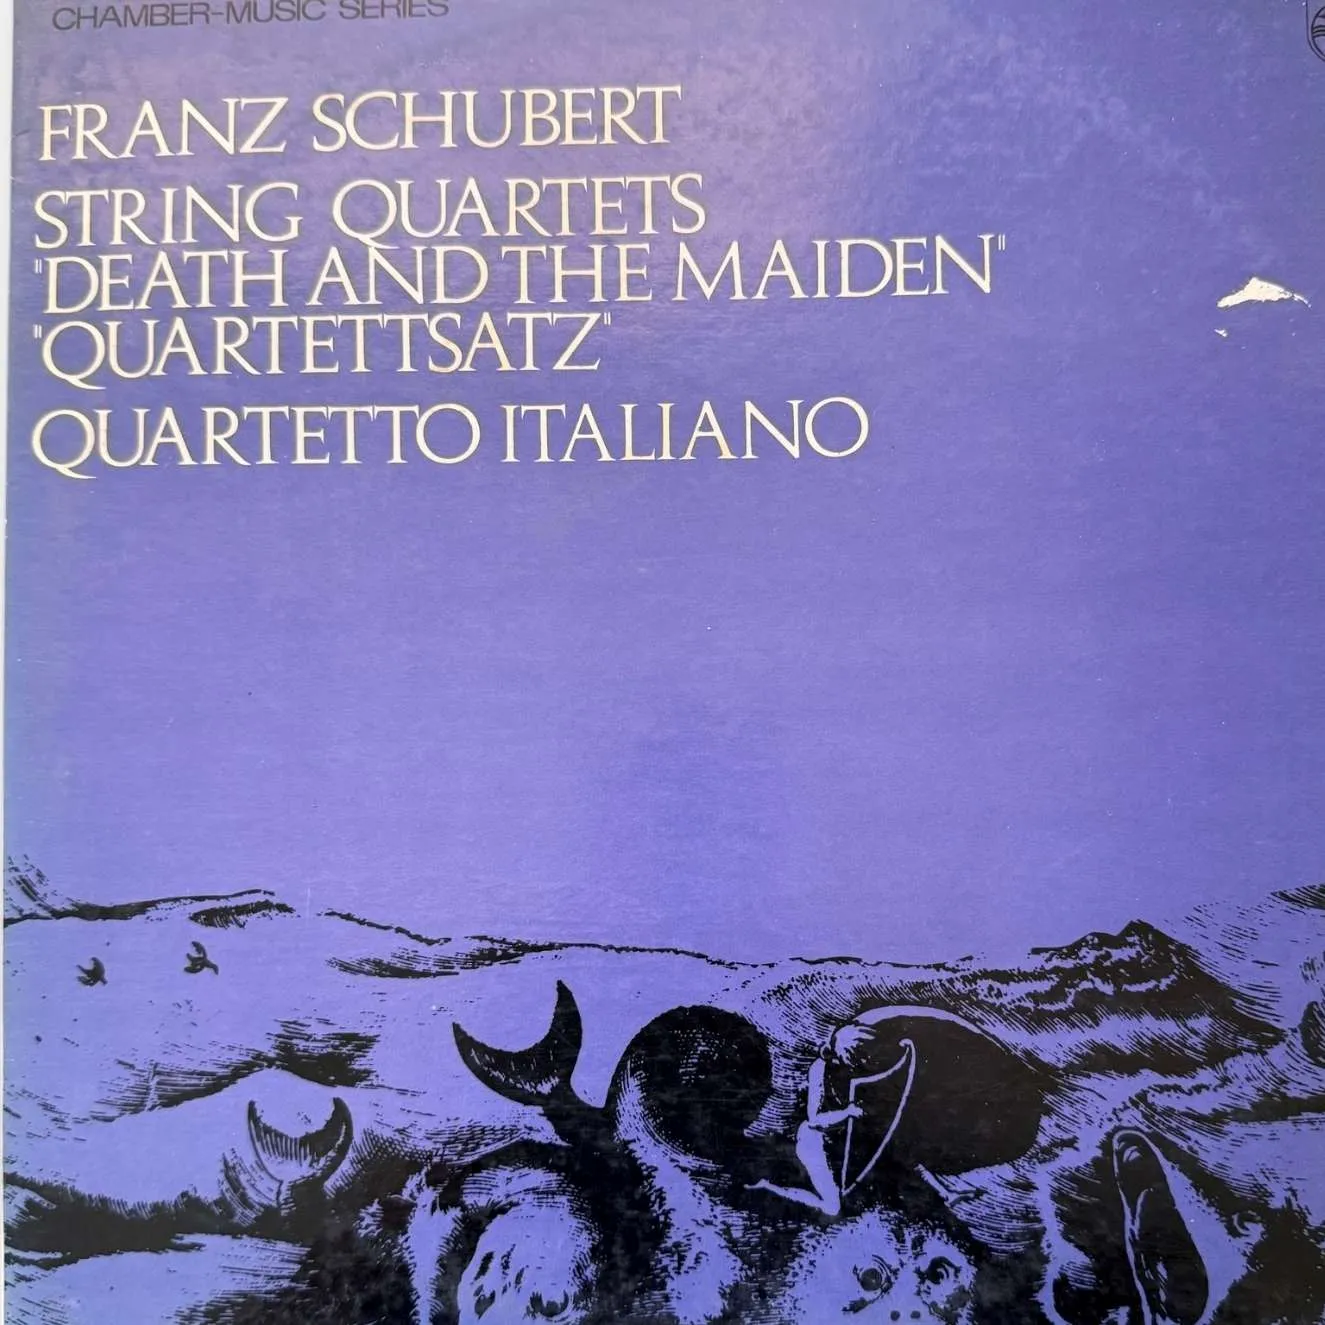 CHAMBER-MUSIC SERIES
FRANZ SCHUBERT
STRING QUARTETS
"DEATH AND THE MAIDEN"
"QUARTETTSATZ"
QUARTETTO ITALIANO